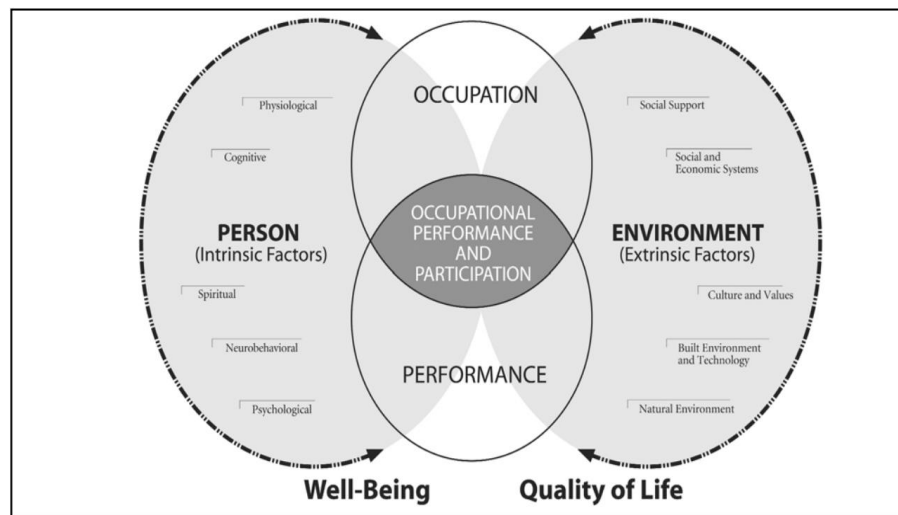 OCCUPATION
Physiological
Cognitive
PERSON
(Intrinsic Factors)
Spiritual
Neurobehavioral
Psychological
OCCUPATIONAL
PERFORMANCE
AND
PARTICIPATION
PERFORMANCE
Social Support
Social and
Economic Systems
ENVIRONMENT
(Extrinsic Factors)
Culture and Values
Built Environment
and Technology
Natural Environment
Well-Being
Quality of Life